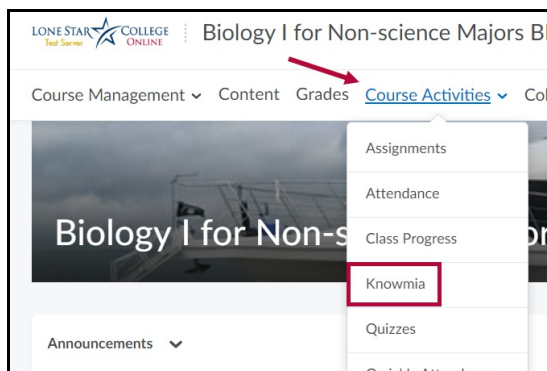 LONE STAR COLLEGE
Test Server ONLINE
Biology I for Non-science Majors
Course Management Content Grades Course Activities
Assignments
Attendance
Biology I for Non-s
Class Progress
Knowmia
Quizzes
Announcements